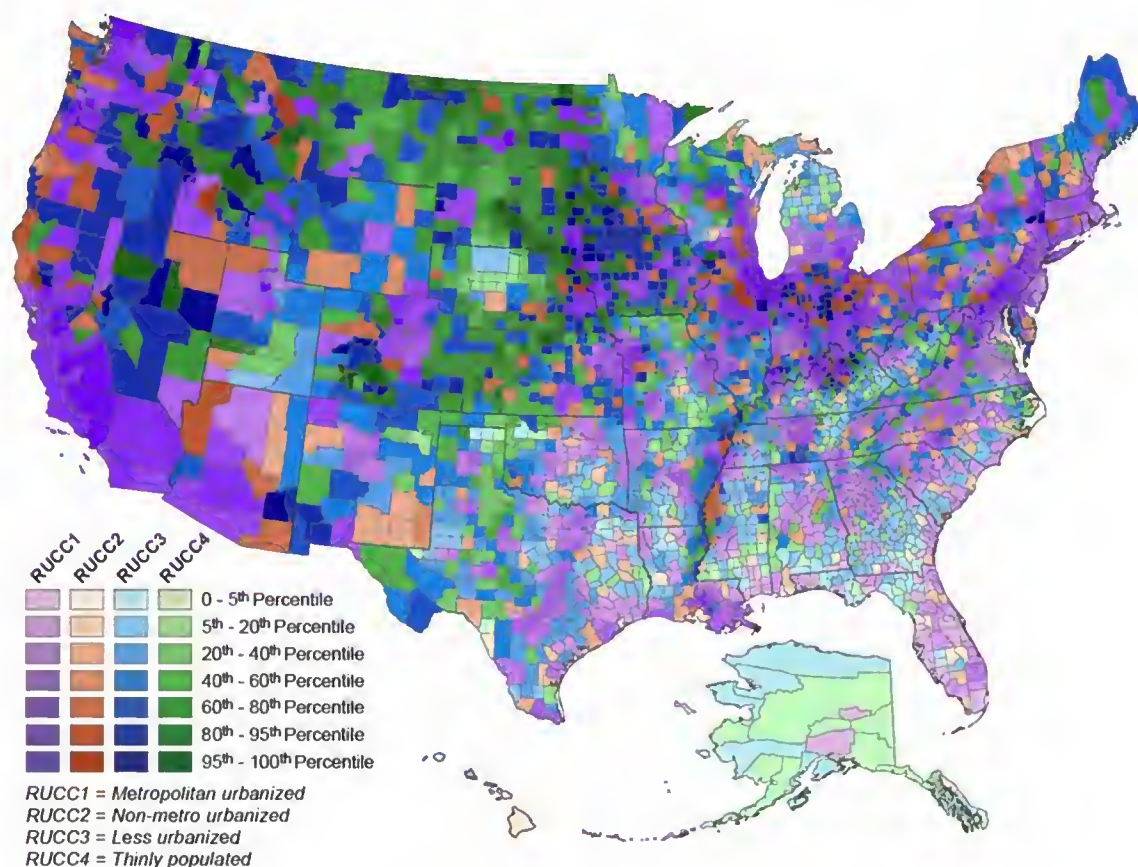 RUCC1 RUCC2 RUCC3 RUCC4
0 - 5th Percentile
5th - 20th Percentile
20th - 40th Percentile
40th - 60th Percentile
60th - 80th Percentile
80th - 95th Percentile
95th - 100th Percentile
RUCC1 = Metropolitan urbanized
RUCC2 = Non-metro urbanized
RUCC3 = Less urbanized
RUCC4 = Thinly populated